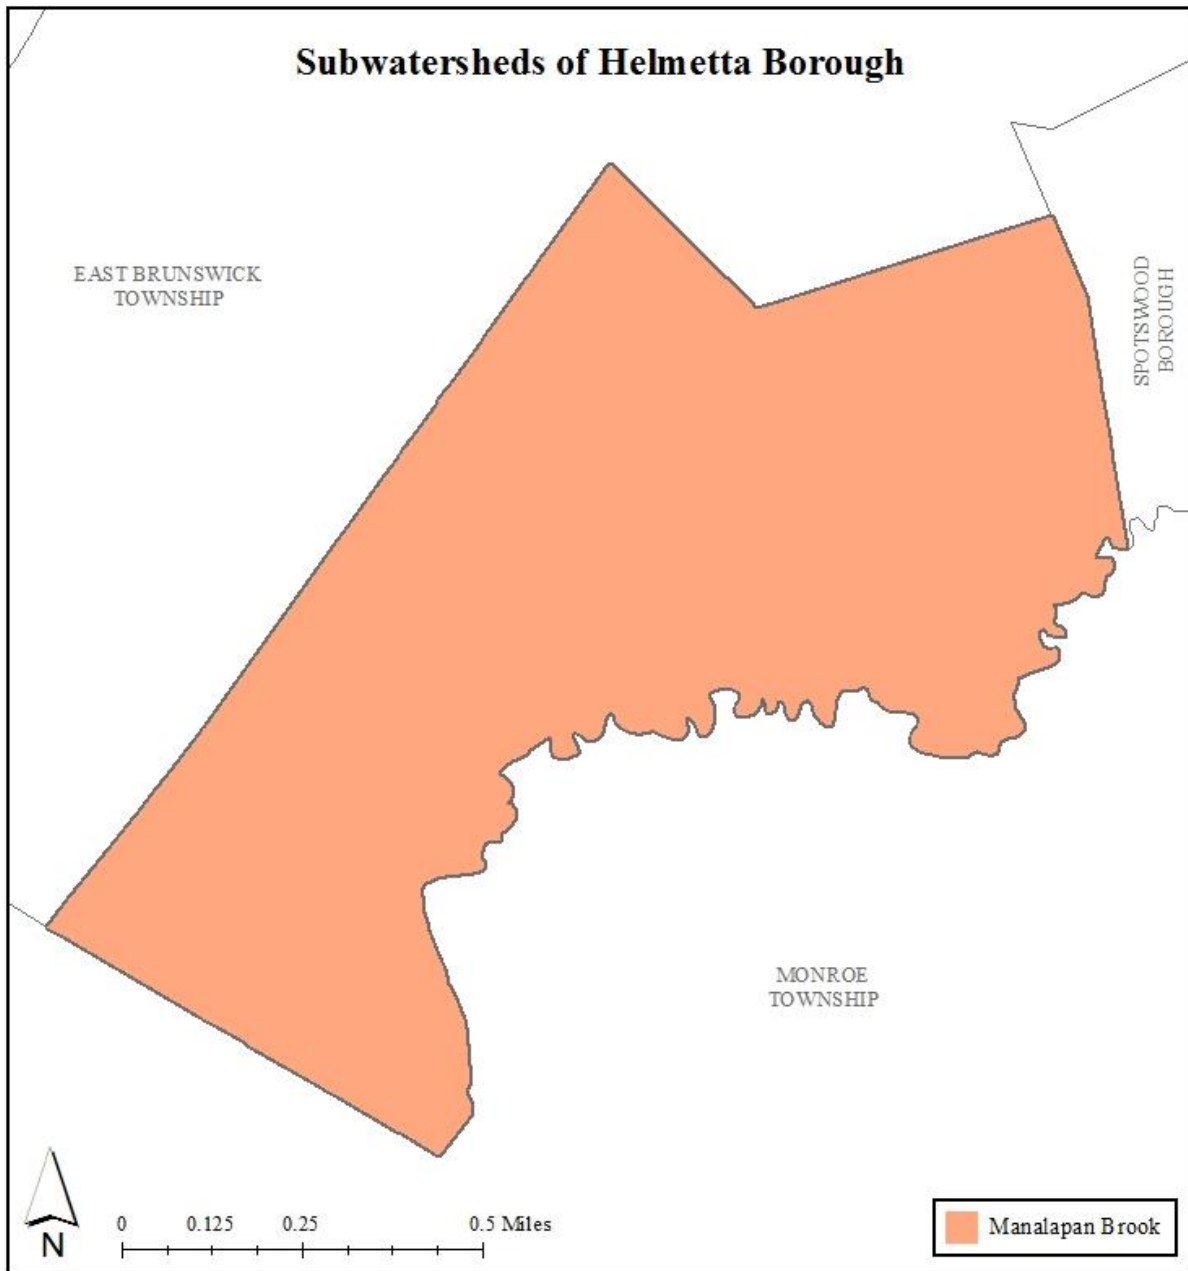 Subwatersheds of Helmetta Borough
EAST BRUNSWICK
TOWNSHIP
SPOTSWOOD
BOROUGH
MONROE
TOWNSHIP
N
0 0.125 0.25 0.5 Miles
Manalapan Brook